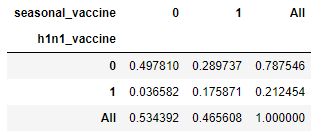 seasonal_vaccine 0 1 All
h1n1_vaccine
0 0.497810 0.289737 0.787546
1 0.036582 0.175871 0.212454
All 0.534392 0.465608 1.000000